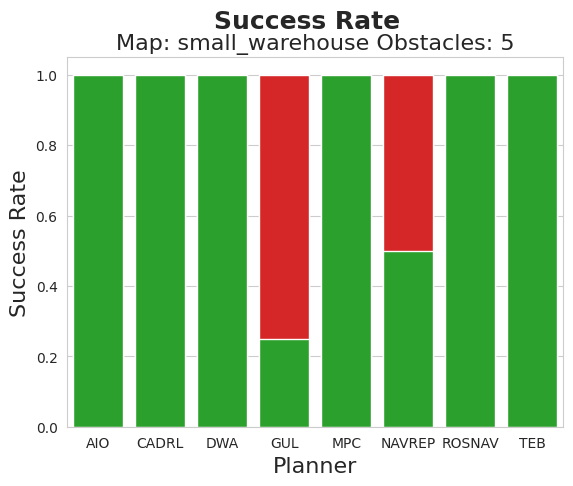 Success Rate
Map: small_warehouse Obstacles: 5
Success Rate
1.0
0.8
0.6
0.4
0.2
0.0
AIO CADRL DWA GUL MPC NAVREP ROSNAV TEB
Planner